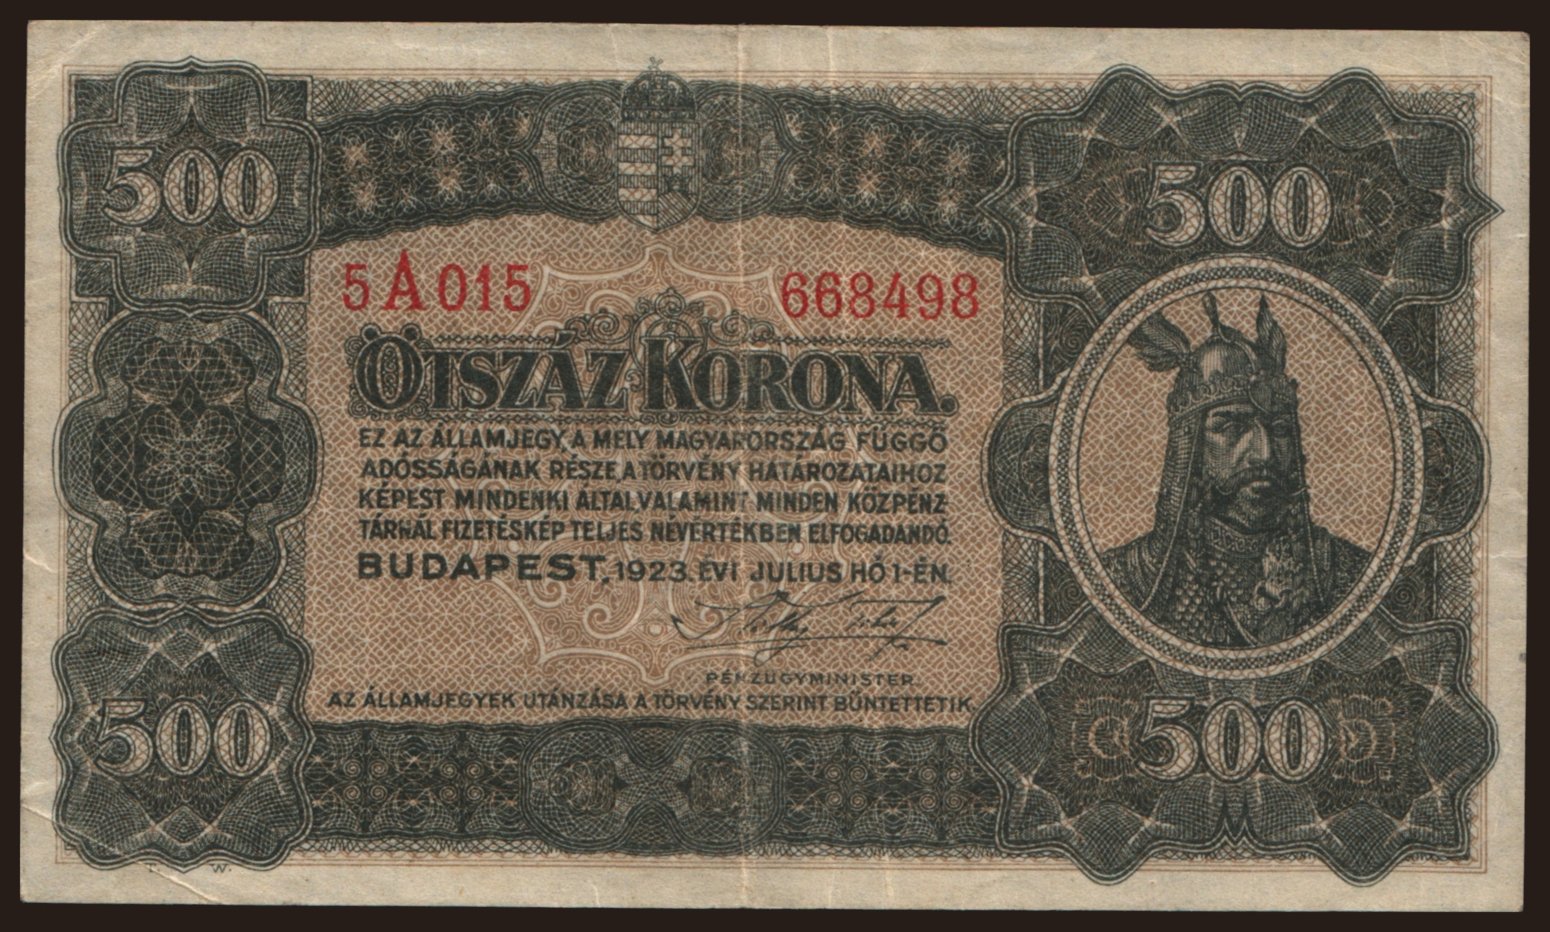 500
500
5A015 668498
ÖTSZÁZ KORONA.
EZ AZ ÁLLAMJEGY, A MELY MAGYARORSZÁG FÜGGŐ
ADÓSSÁGÁNAK RÉSZE, A TÖRVÉNY HATÁROZATAIHOZ
KÉPEST MINDENKI ÁLTAL VALAMINT MINDEN KÖZPÉNZ
TÁRNÁL FIZETÉSKÉP TELJES NÉVÉRTÉKBEN ELFOGADANDÓ.
BUDAPEST, 1923. ÉVI JULIUS HÓ 1-ÉN.
PÉNZÜGYMINISTER.
AZ ÁLLAMJEGYEK UTÁNZÁSA A TÖRVÉNY SZERINT BÜNTETTETIK.
500
500